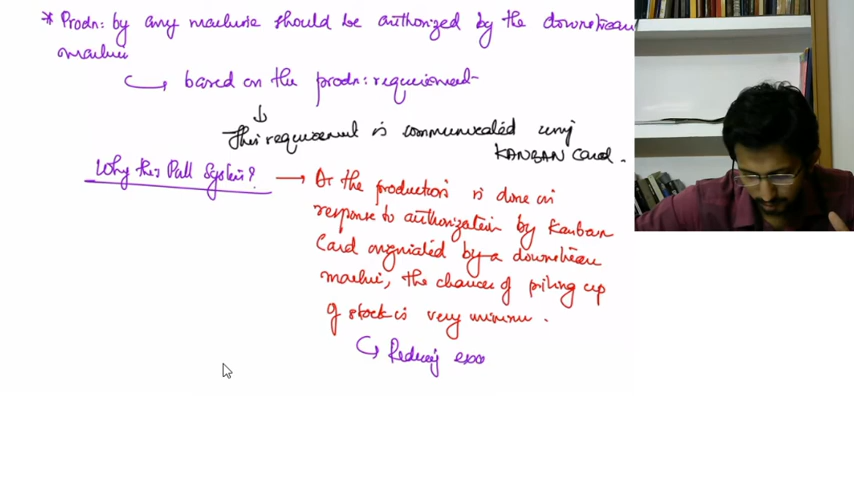 * Prodn: by any machine should be authorized by the downstream
machine
based on the prodn: requirement
This requirement is communicated using
KANBAN Card.
Why this Pull System?
As the production is done in
response to authorization by Kanban
Card originated by a downstream
machine, the chances of piling up
of stock is very minimum.
Reducing exce